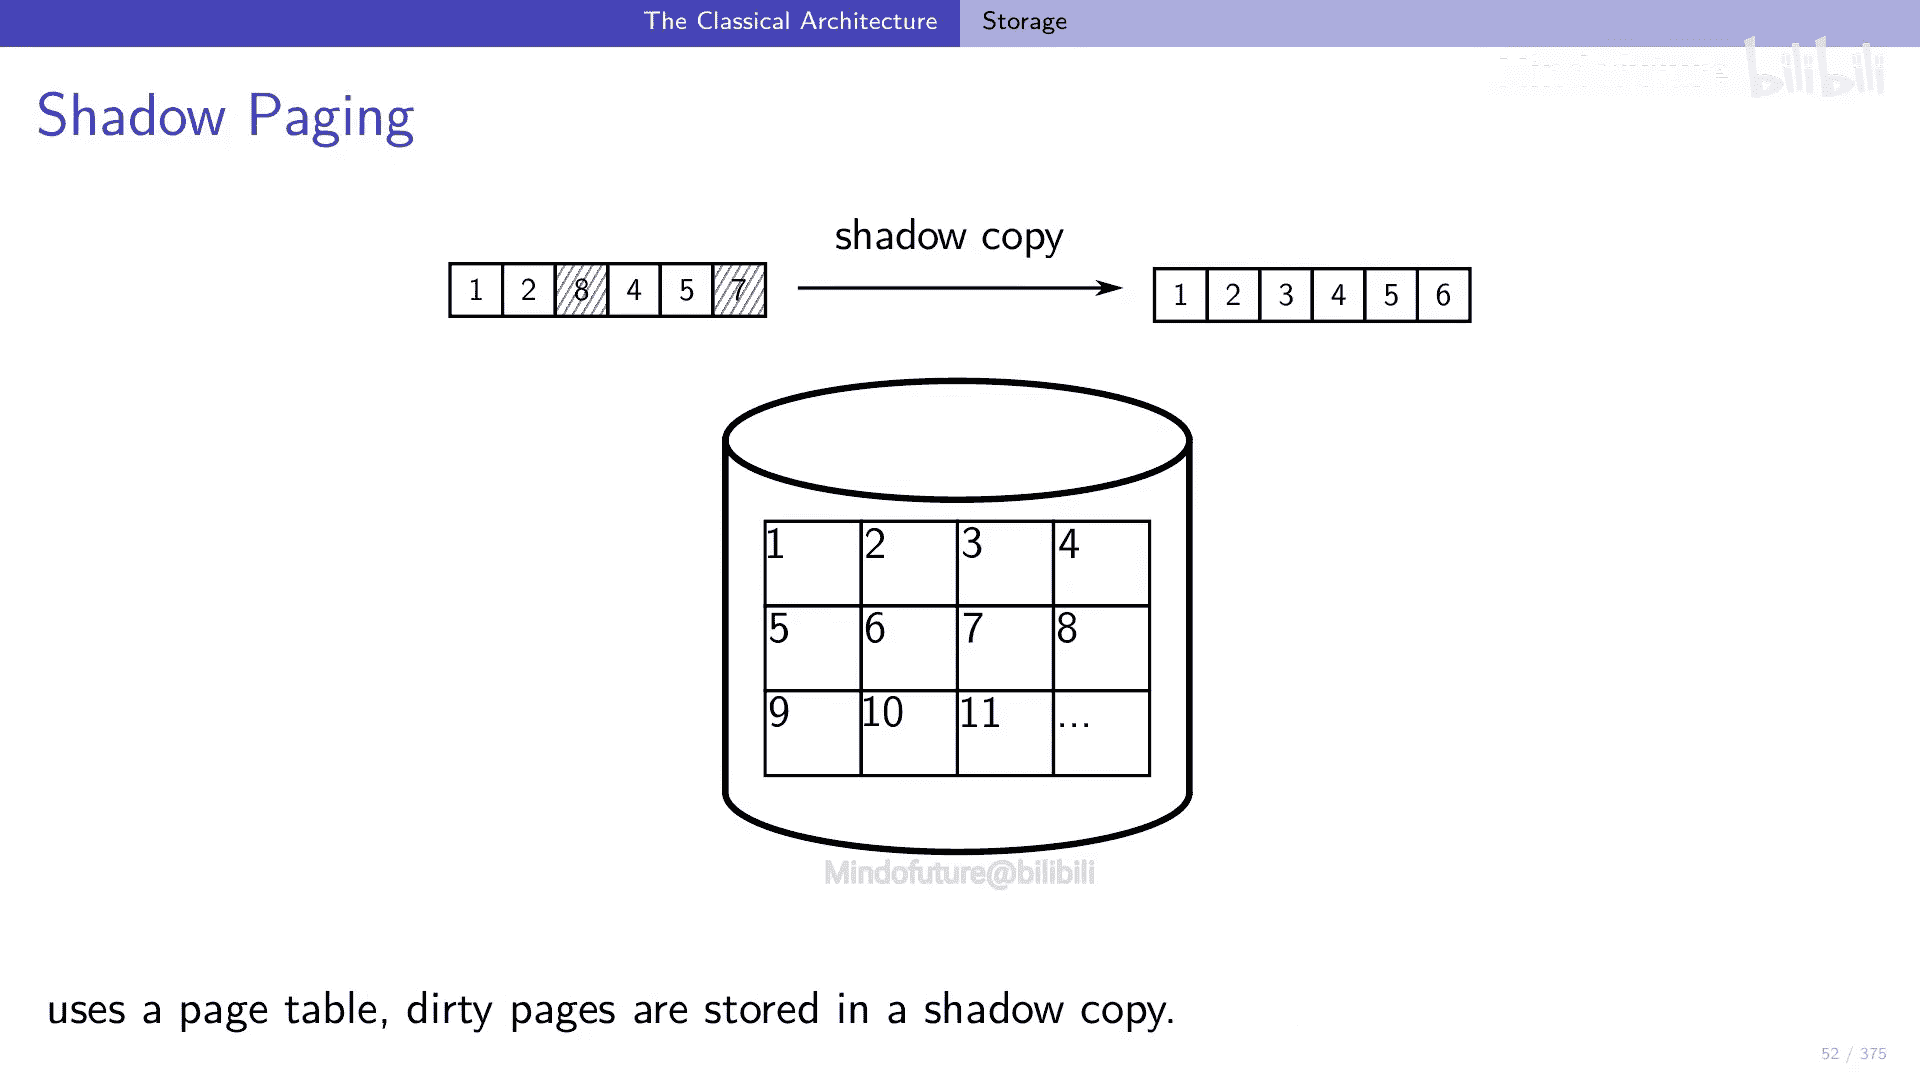 The Classical Architecture Storage
bilibili
Shadow Paging
shadow copy
1 2 8 4 5 7
1 2 3 4 5 6
1 2 3 4
5 6 7 8
9 10 11 ...
Mindofuture@bilibili
uses a page table, dirty pages are stored in a shadow copy.
52 / 375